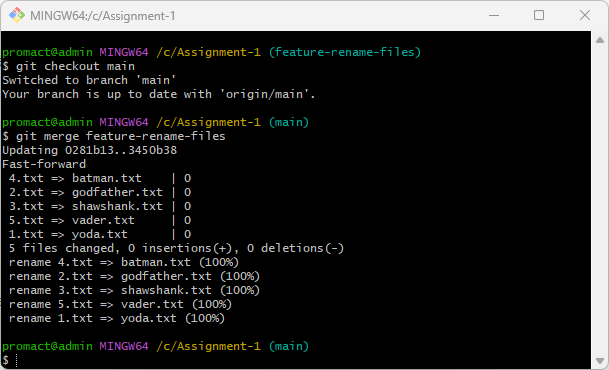 MINGW64:/c/Assignment-1
promact@admin MINGW64 /c/Assignment-1 (feature-rename-files)
$ git checkout main
Switched to branch 'main'
Your branch is up to date with 'origin/main'.
promact@admin MINGW64 /c/Assignment-1 (main)
$ git merge feature-rename-files
Updating 0281b13..3450b38
Fast-forward
 4.txt => batman.txt    | 0
 2.txt => godfather.txt | 0
 3.txt => shawshank.txt | 0
 5.txt => vader.txt     | 0
 1.txt => yoda.txt      | 0
 5 files changed, 0 insertions(+), 0 deletions(-)
 rename 4.txt => batman.txt (100%)
 rename 2.txt => godfather.txt (100%)
 rename 3.txt => shawshank.txt (100%)
 rename 5.txt => vader.txt (100%)
 rename 1.txt => yoda.txt (100%)
promact@admin MINGW64 /c/Assignment-1 (main)
$